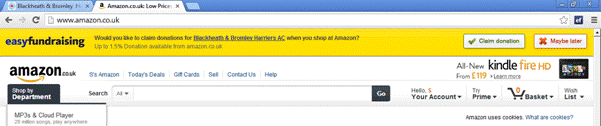 Blackheath & Bromley H
Amazon.co.uk: Low Price
www.amazon.co.uk
easyfundraising
Would you like to claim donations for Blackheath & Bromley Harriers AC when you shop at Amazon?
Up to 1.5% Donation available from amazon.co.uk
Claim donation
Maybe later
amazon.co.uk
S's Amazon | Today's Deals | Gift Cards | Sell | Contact Us | Help
All-New kindle fire HD
From £119 Learn more
Shop by
Department
Search
All
Go
Hello, S
Your Account
Try
Prime
0
Basket
Wish
List
MP3s & Cloud Player
28 million songs, play anywhere
Amazon uses cookies. What are cookies?